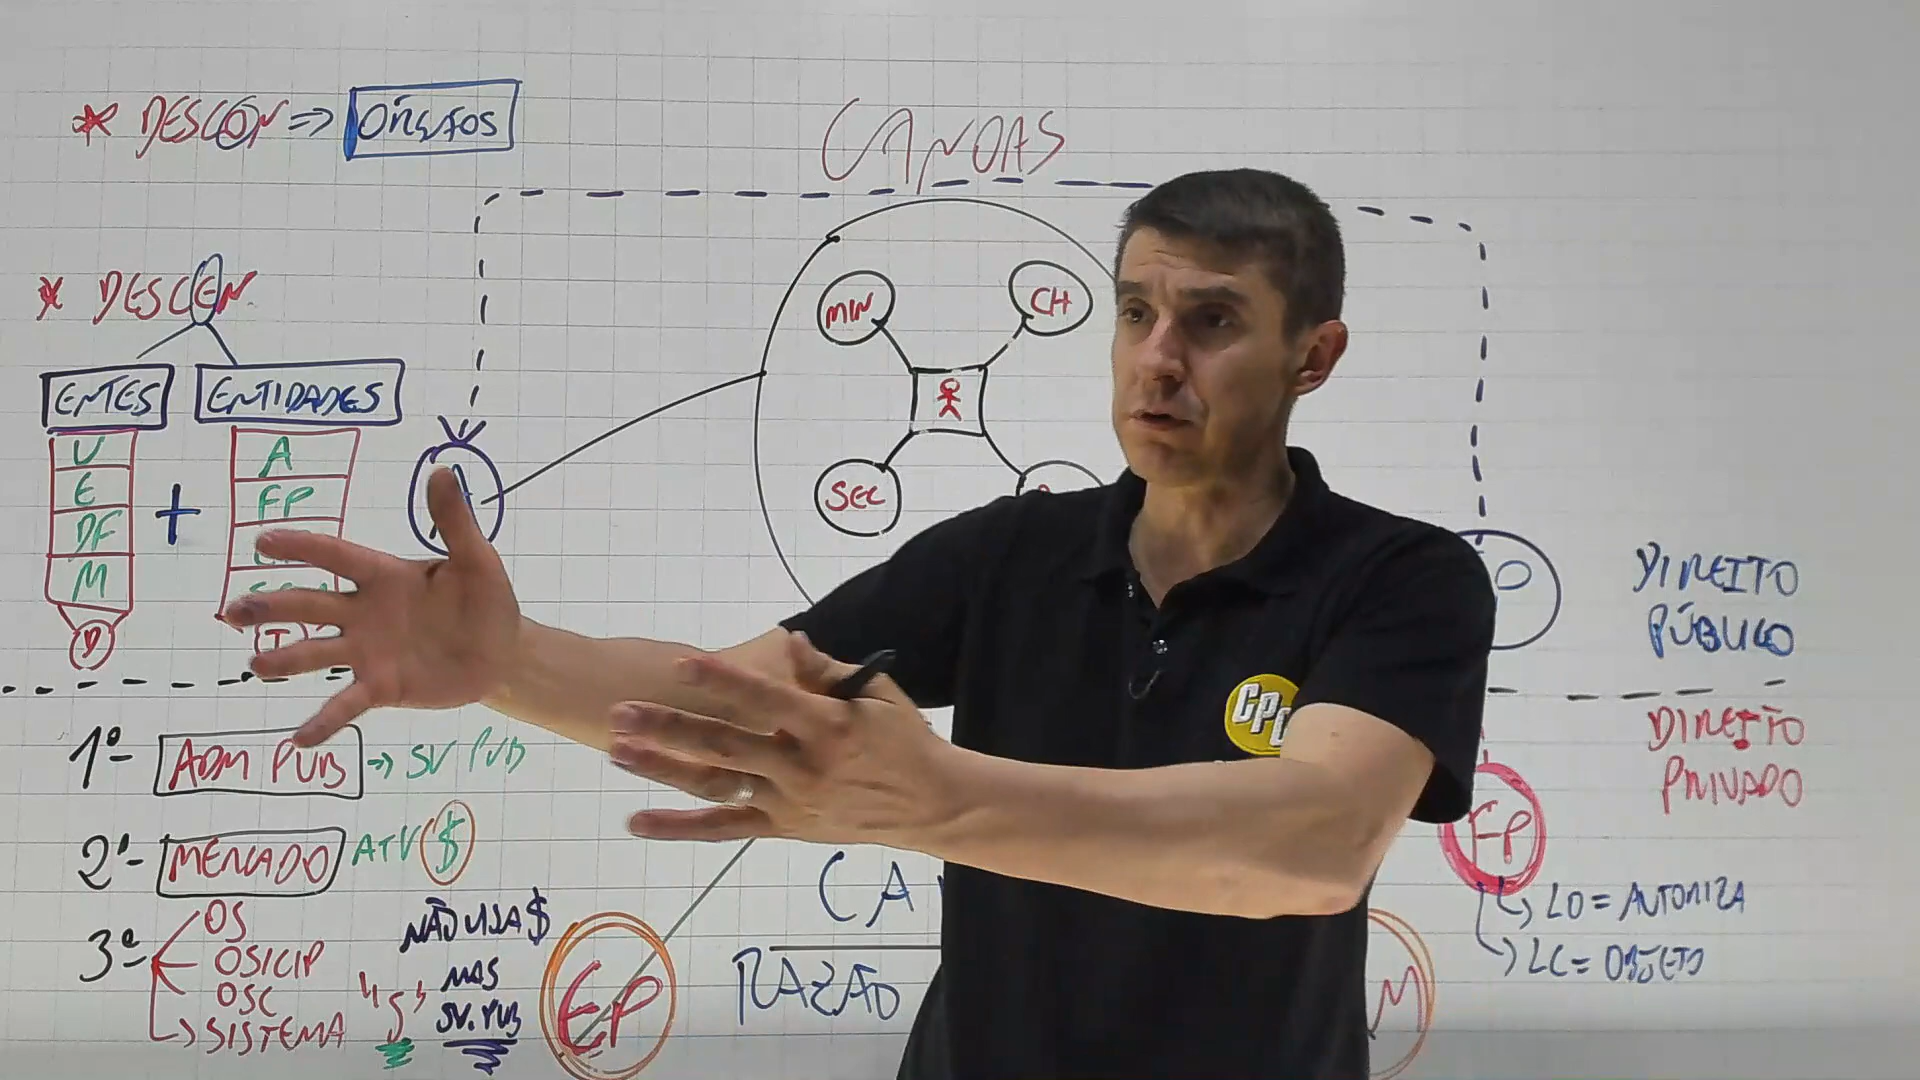 * DESCON => ÓRGÃOS
CANOAS
* DESCEN
ENTES
ENTIDADES
U
E
DF
M
D
+
A
FP
MIN
CH
SEC
DIREITO
PÚBLICO
DIREITO
PRIVADO
1º- ADM PUB → SV PUB
2º- MERCADO ATV $
3º-
OS
OSICIP
OSC
SISTEMA "S"
NÃO VISA $
MAS
SV. PUB
EP
CA
RAZÃO
M
FP
LO = AUTORIZA
LC = OBJETO